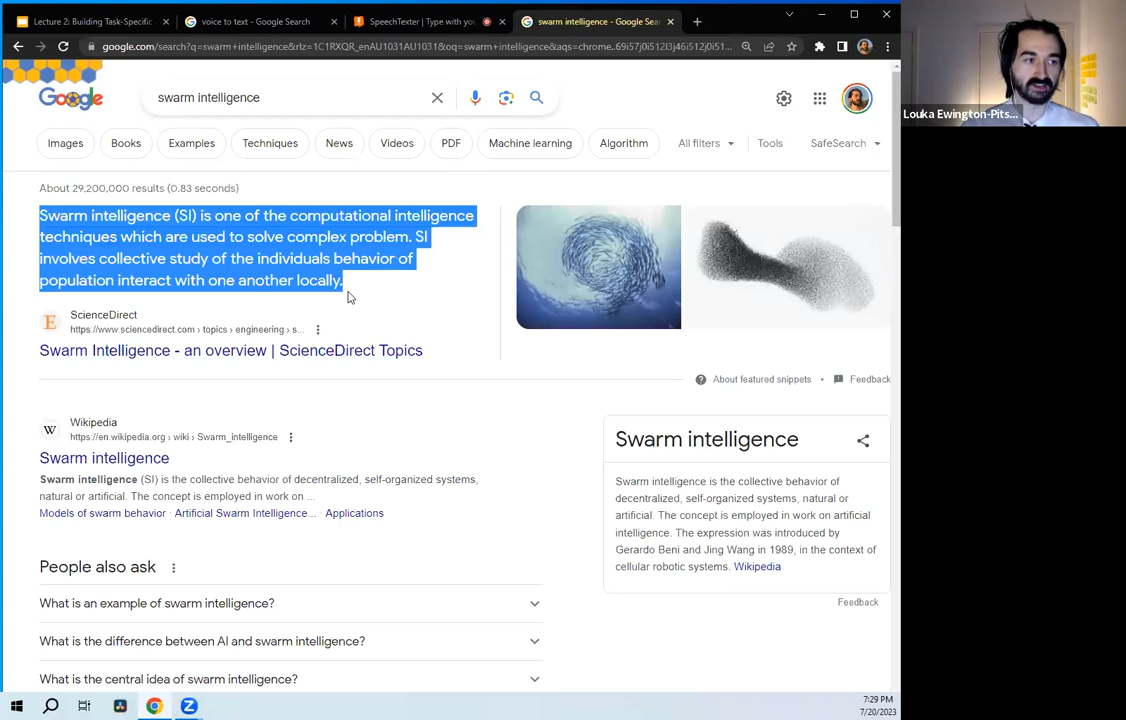 Lecture 2: Building Task-Specific
voice to text - Google Search
SpeechTexter | Type with you
swarm intelligence - Google Sea
google.com/search?q=swarm+intelligence&rlz=1C1RXQR_enAU1031AU1031&oq=swarm+intelligence&aqs=chrome..69i57j0i512l3j46i512j0i51...
Google
swarm intelligence
Images
Books
Examples
Techniques
News
Videos
PDF
Machine learning
Algorithm
All filters
Tools
SafeSearch
About 29,200,000 results (0.83 seconds)
Swarm intelligence (SI) is one of the computational intelligence
techniques which are used to solve complex problem. SI
involves collective study of the individuals behavior of
population interact with one another locally.
ScienceDirect
https://www.sciencedirect.com › topics › engineering › s...
Swarm Intelligence - an overview | ScienceDirect Topics
About featured snippets
Feedback
Wikipedia
https://en.wikipedia.org › wiki › Swarm_intelligence
Swarm intelligence
Swarm intelligence (SI) is the collective behavior of decentralized, self-organized systems,
natural or artificial. The concept is employed in work on ...
Models of swarm behavior · Artificial Swarm Intelligence... · Applications
People also ask
What is an example of swarm intelligence?
What is the difference between AI and swarm intelligence?
What is the central idea of swarm intelligence?
Swarm intelligence
Swarm intelligence is the collective behavior of
decentralized, self-organized systems, natural or
artificial. The concept is employed in work on artificial
intelligence. The expression was introduced by
Gerardo Beni and Jing Wang in 1989, in the context of
cellular robotic systems. Wikipedia
Feedback
Louka Ewington-Pits...
7:29 PM
7/20/2023